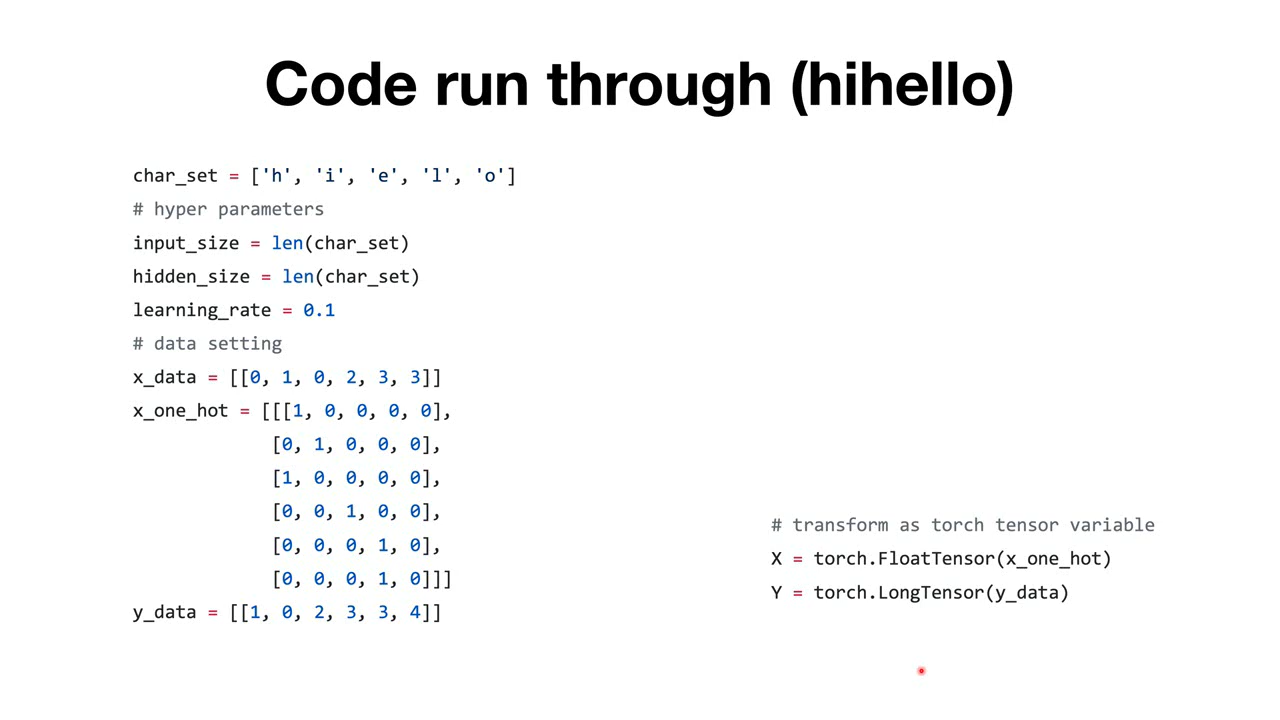 Code run through (hihello)
char_set = ['h', 'i', 'e', 'l', 'o']
# hyper parameters
input_size = len(char_set)
hidden_size = len(char_set)
learning_rate = 0.1
# data setting
x_data = [[0, 1, 0, 2, 3, 3]]
x_one_hot = [[[1, 0, 0, 0, 0],
[0, 1, 0, 0, 0],
[1, 0, 0, 0, 0],
[0, 0, 1, 0, 0],
[0, 0, 0, 1, 0],
[0, 0, 0, 1, 0]]]
y_data = [[1, 0, 2, 3, 3, 4]]
# transform as torch tensor variable
X = torch.FloatTensor(x_one_hot)
Y = torch.LongTensor(y_data)